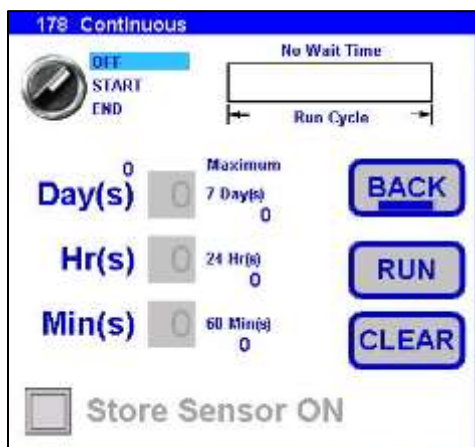 178 Continuous
OFF
START
END
No Wait Time
Run Cycle
0
Day(s) 0
Maximum
7 Day(s)
0
BACK
Hr(s) 0
24 Hr(s)
0
RUN
Min(s) 0
60 Min(s)
0
CLEAR
Store Sensor ON